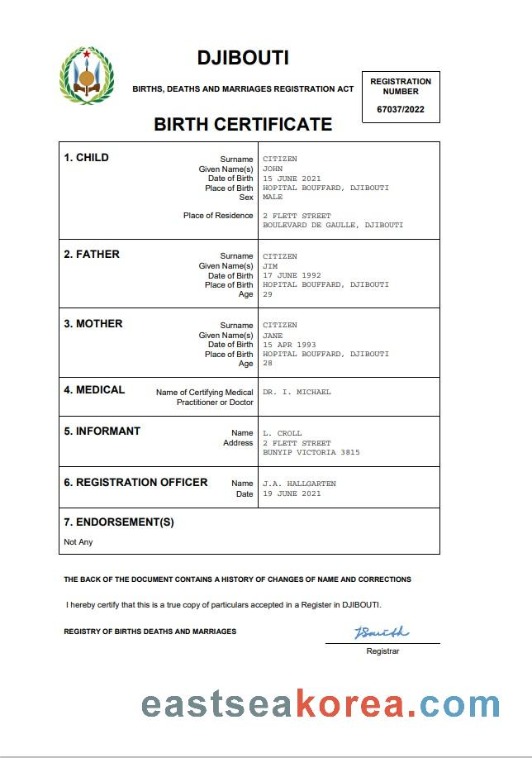 DJIBOUTI
BIRTHS, DEATHS AND MARRIAGES REGISTRATION ACT
REGISTRATION
NUMBER
67037/2022
BIRTH CERTIFICATE
1. CHILD
Surname CITIZEN
Given Name(s) JOHN
Date of Birth 15 JUNE 2021
Place of Birth HOPITAL BOUFFARD, DJIBOUTI
Sex MALE
Place of Residence 2 FLETT STREET
BOULEVARD DE GAULLE, DJIBOUTI
2. FATHER
Surname CITIZEN
Given Name(s) JIM
Date of Birth 17 JUNE 1992
Place of Birth HOPITAL BOUFFARD, DJIBOUTI
Age 29
3. MOTHER
Surname CITIZEN
Given Name(s) JANE
Date of Birth 15 APR 1993
Place of Birth HOPITAL BOUFFARD, DJIBOUTI
Age 28
4. MEDICAL
Name of Certifying Medical DR. I. MICHAEL
Practitioner or Doctor
5. INFORMANT
Name L. CROLL
Address 2 FLETT STREET
BUNYIP VICTORIA 3815
6. REGISTRATION OFFICER Name J.A. HALLGARTEN
Date 19 JUNE 2021
7. ENDORSEMENT(S)
Not Any
THE BACK OF THE DOCUMENT CONTAINS A HISTORY OF CHANGES OF NAME AND CORRECTIONS
I hereby certify that this is a true copy of particulars accepted in a Register in DJIBOUTI.
REGISTRY OF BIRTHS DEATHS AND MARRIAGES
Registrar
eastseakorea.com